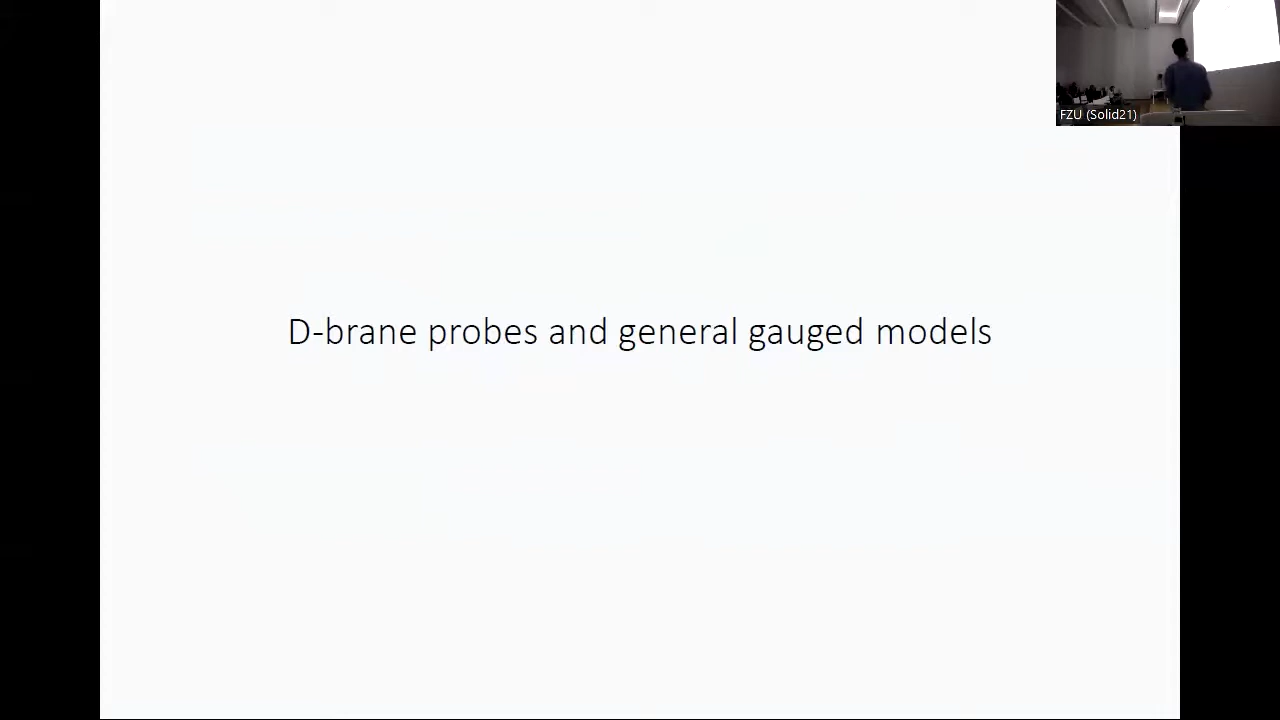 FZU (Solid21)
D-brane probes and general gauged models